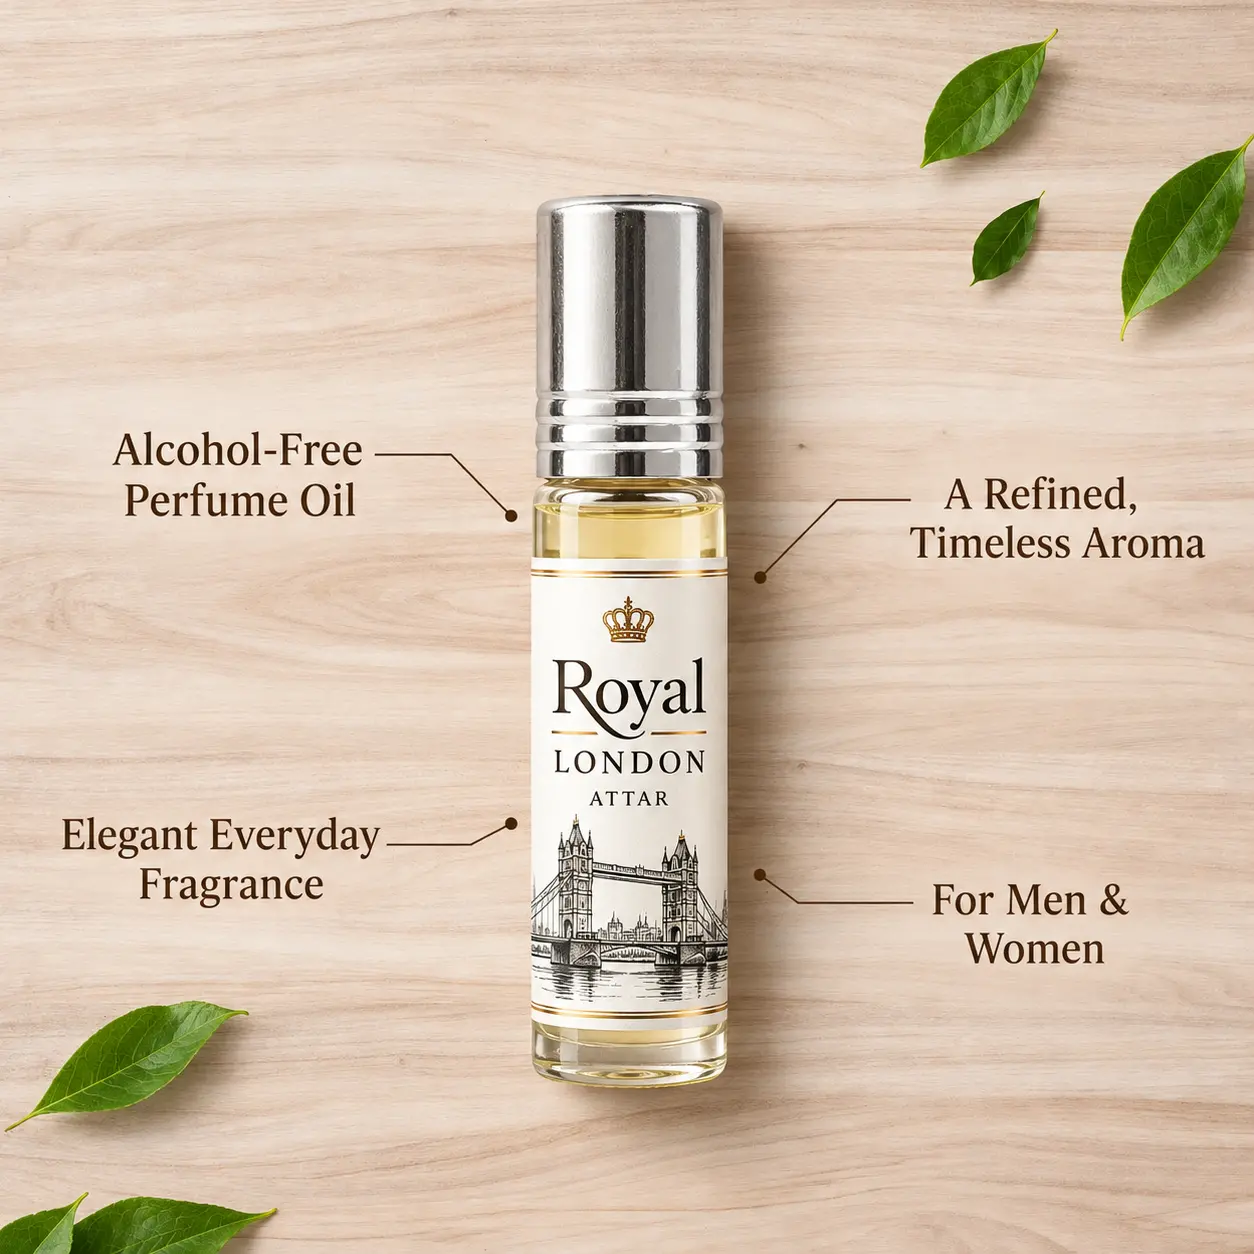 Alcohol-Free
Perfume Oil
A Refined,
Timeless Aroma
Royal
LONDON
ATTAR
Elegant Everyday
Fragrance
For Men &
Women